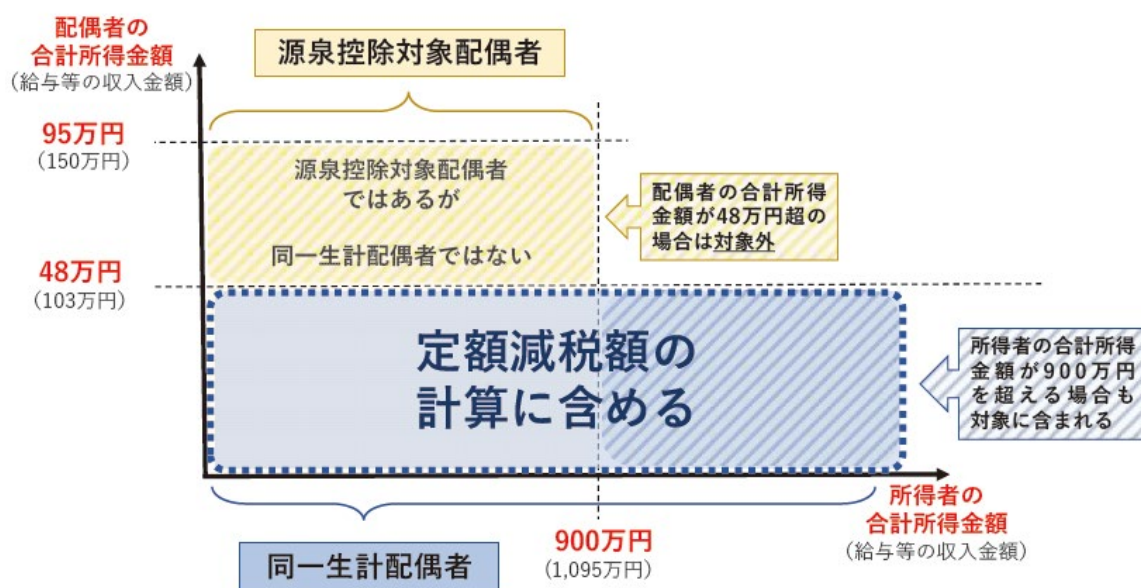 配偶者の
合計所得金額
(給与等の収入金額)
源泉控除対象配偶者
95万円
(150万円)
源泉控除対象配偶者
ではあるが
同一生計配偶者ではない
配偶者の合計所得
金額が48万円超の
場合は対象外
48万円
(103万円)
定額減税額の
計算に含める
所得者の合計所得
金額が900万円
を超える場合も
対象に含まれる
所得者の
合計所得金額
(給与等の収入金額)
900万円
(1,095万円)
同一生計配偶者